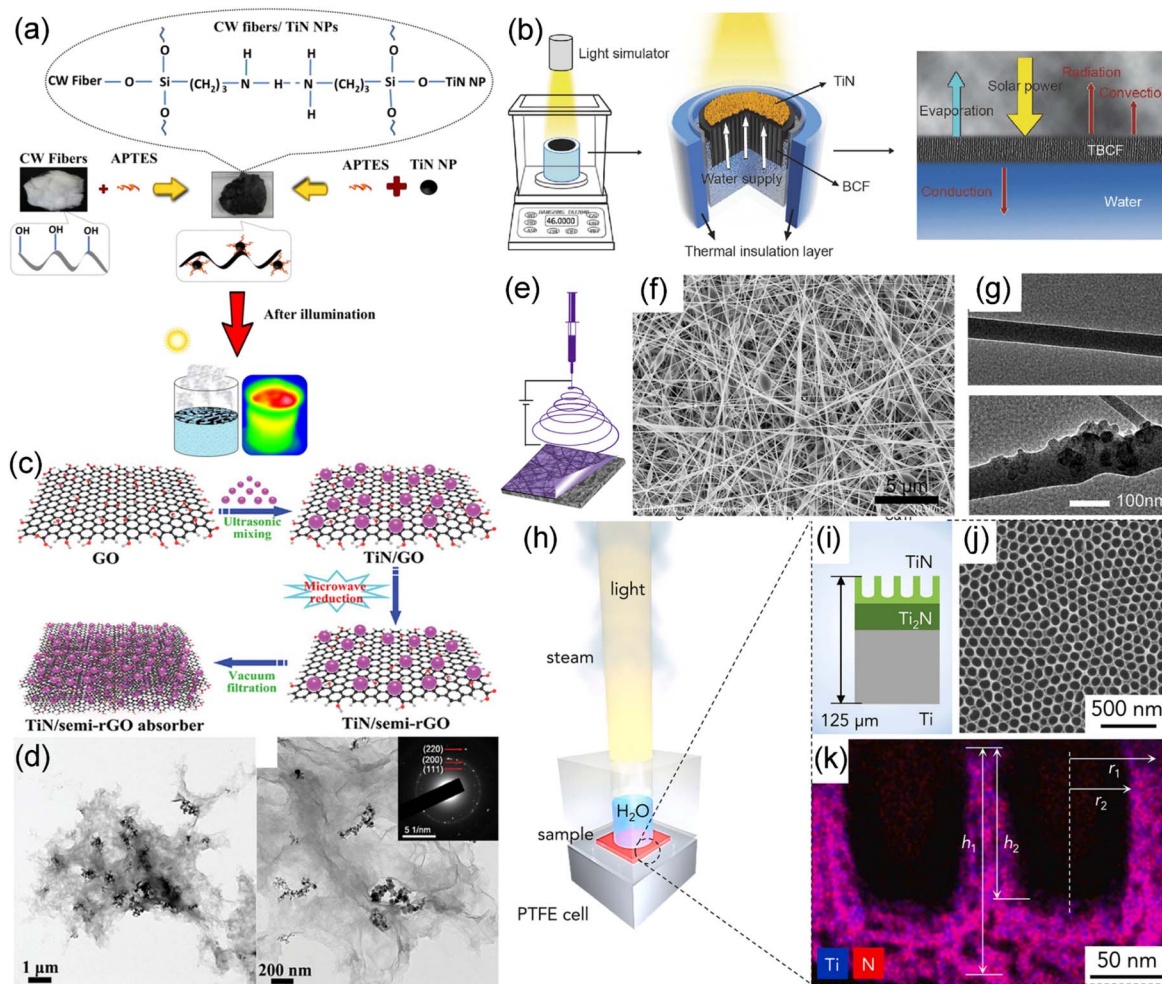 (a)
CW fibers/ TiN NPs
H H
O O
CW Fiber O Si (CH2)3 N H N (CH2)3 Si O TiN NP
O H O
CW Fibers
+ APTES
APTES
TiN NP
OH OH OH
After illumination
(b)
Light simulator
46.0000
TiN
Water supply
BCF
Thermal insulation layer
Evaporation
Solar power
Radiation
Convection
TBCF
Conduction
Water
(c)
Ultrasonic
mixing
GO
TiN/GO
Microwave
reduction
Vacuum
filtration
TiN/semi-rGO absorber
TiN/semi-rGO
(d)
1 μm
200 nm
(220)
(200)
(111)
5 1/nm
(e)
(f)
5 μm
(g)
100nm
(h)
light
steam
H2O
sample
PTFE cell
(i)
TiN
Ti2N
125 μm
Ti
(j)
500 nm
(k)
r1
r2
h1
h2
Ti N
50 nm